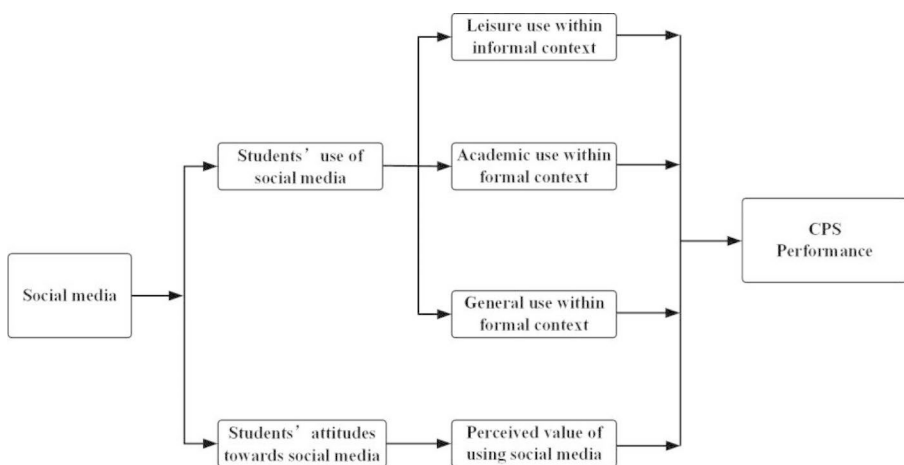 Leisure use within
informal context
Students’ use of
social media
Academic use within
formal context
CPS
Performance
Social media
General use within
formal context
Students’ attitudes
towards social media
Perceived value of
using social media